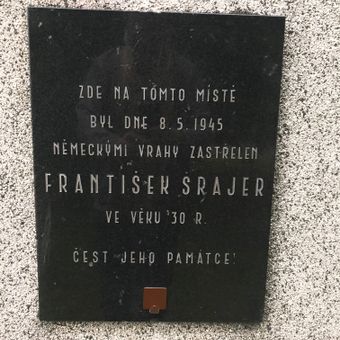 ZDE NA TOMTO MÍSTĚ
BYL DNE 8.5.1945
NĚMECKÝMI VRAHY ZASTŘELEN
FRANTIŠEK ŠRAJER
VE VĚKU 30 R.
ČEST JEHO PAMÁTCE!